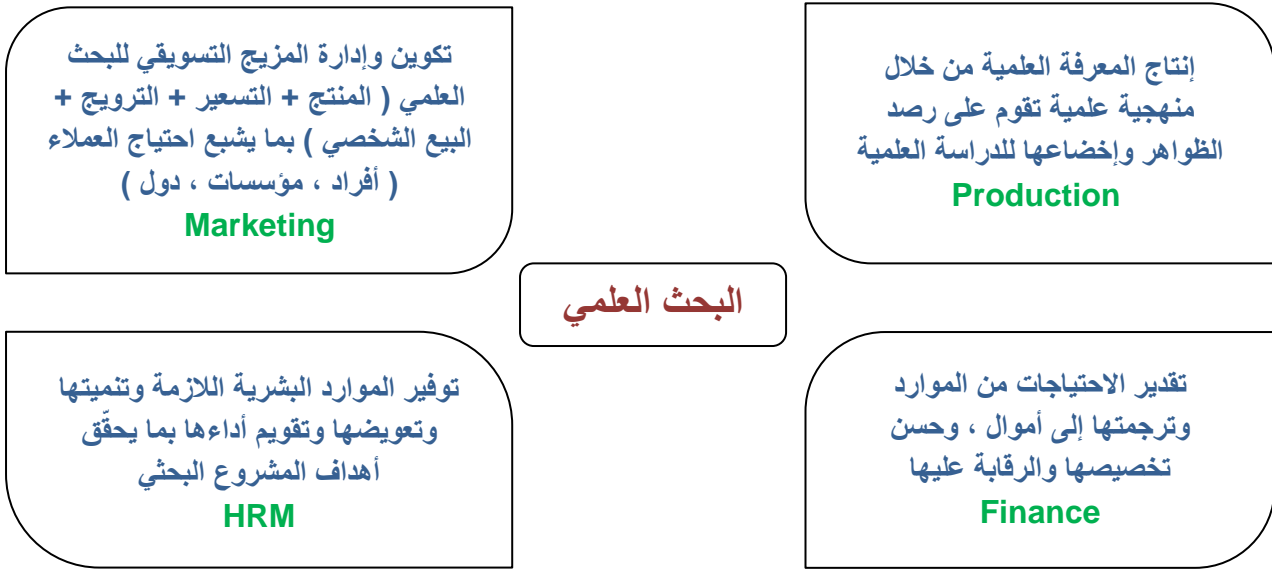 إنتاج المعرفة العلمية من خلال
منهجية علمية تقوم على رصد
الظواهر وإخضاعها للدراسة العلمية
Production
تكوين وإدارة المزيج التسويقي للبحث
العلمي ( المنتج + التسعير + الترويج +
البيع الشخصي ) بما يشبع احتياج العملاء
( أفراد ، مؤسسات ، دول )
Marketing
البحث العلمي
تقدير الاحتياجات من الموارد
وترجمتها إلى أموال ، وحسن
تخصيصها والرقابة عليها
Finance
توفير الموارد البشرية اللازمة وتنميتها
وتعويضها وتقويم أداءها بما يحقّق
أهداف المشروع البحثي
HRM